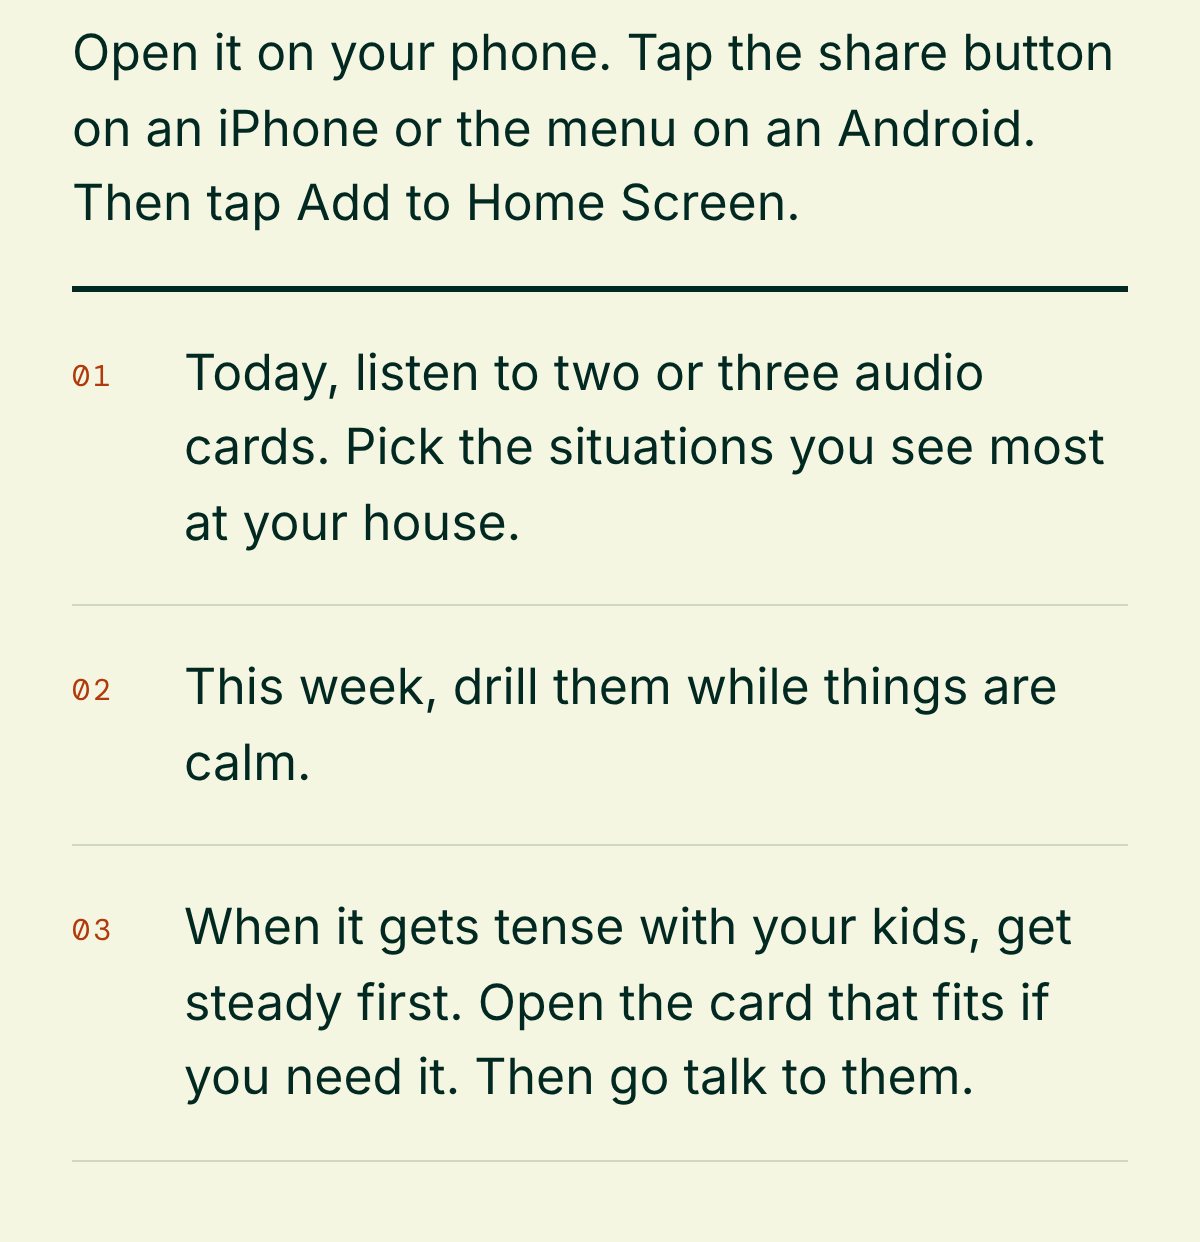 Open it on your phone. Tap the share button
on an iPhone or the menu on an Android.
Then tap Add to Home Screen.
01 Today, listen to two or three audio
cards. Pick the situations you see most
at your house.
02 This week, drill them while things are
calm.
03 When it gets tense with your kids, get
steady first. Open the card that fits if
you need it. Then go talk to them.